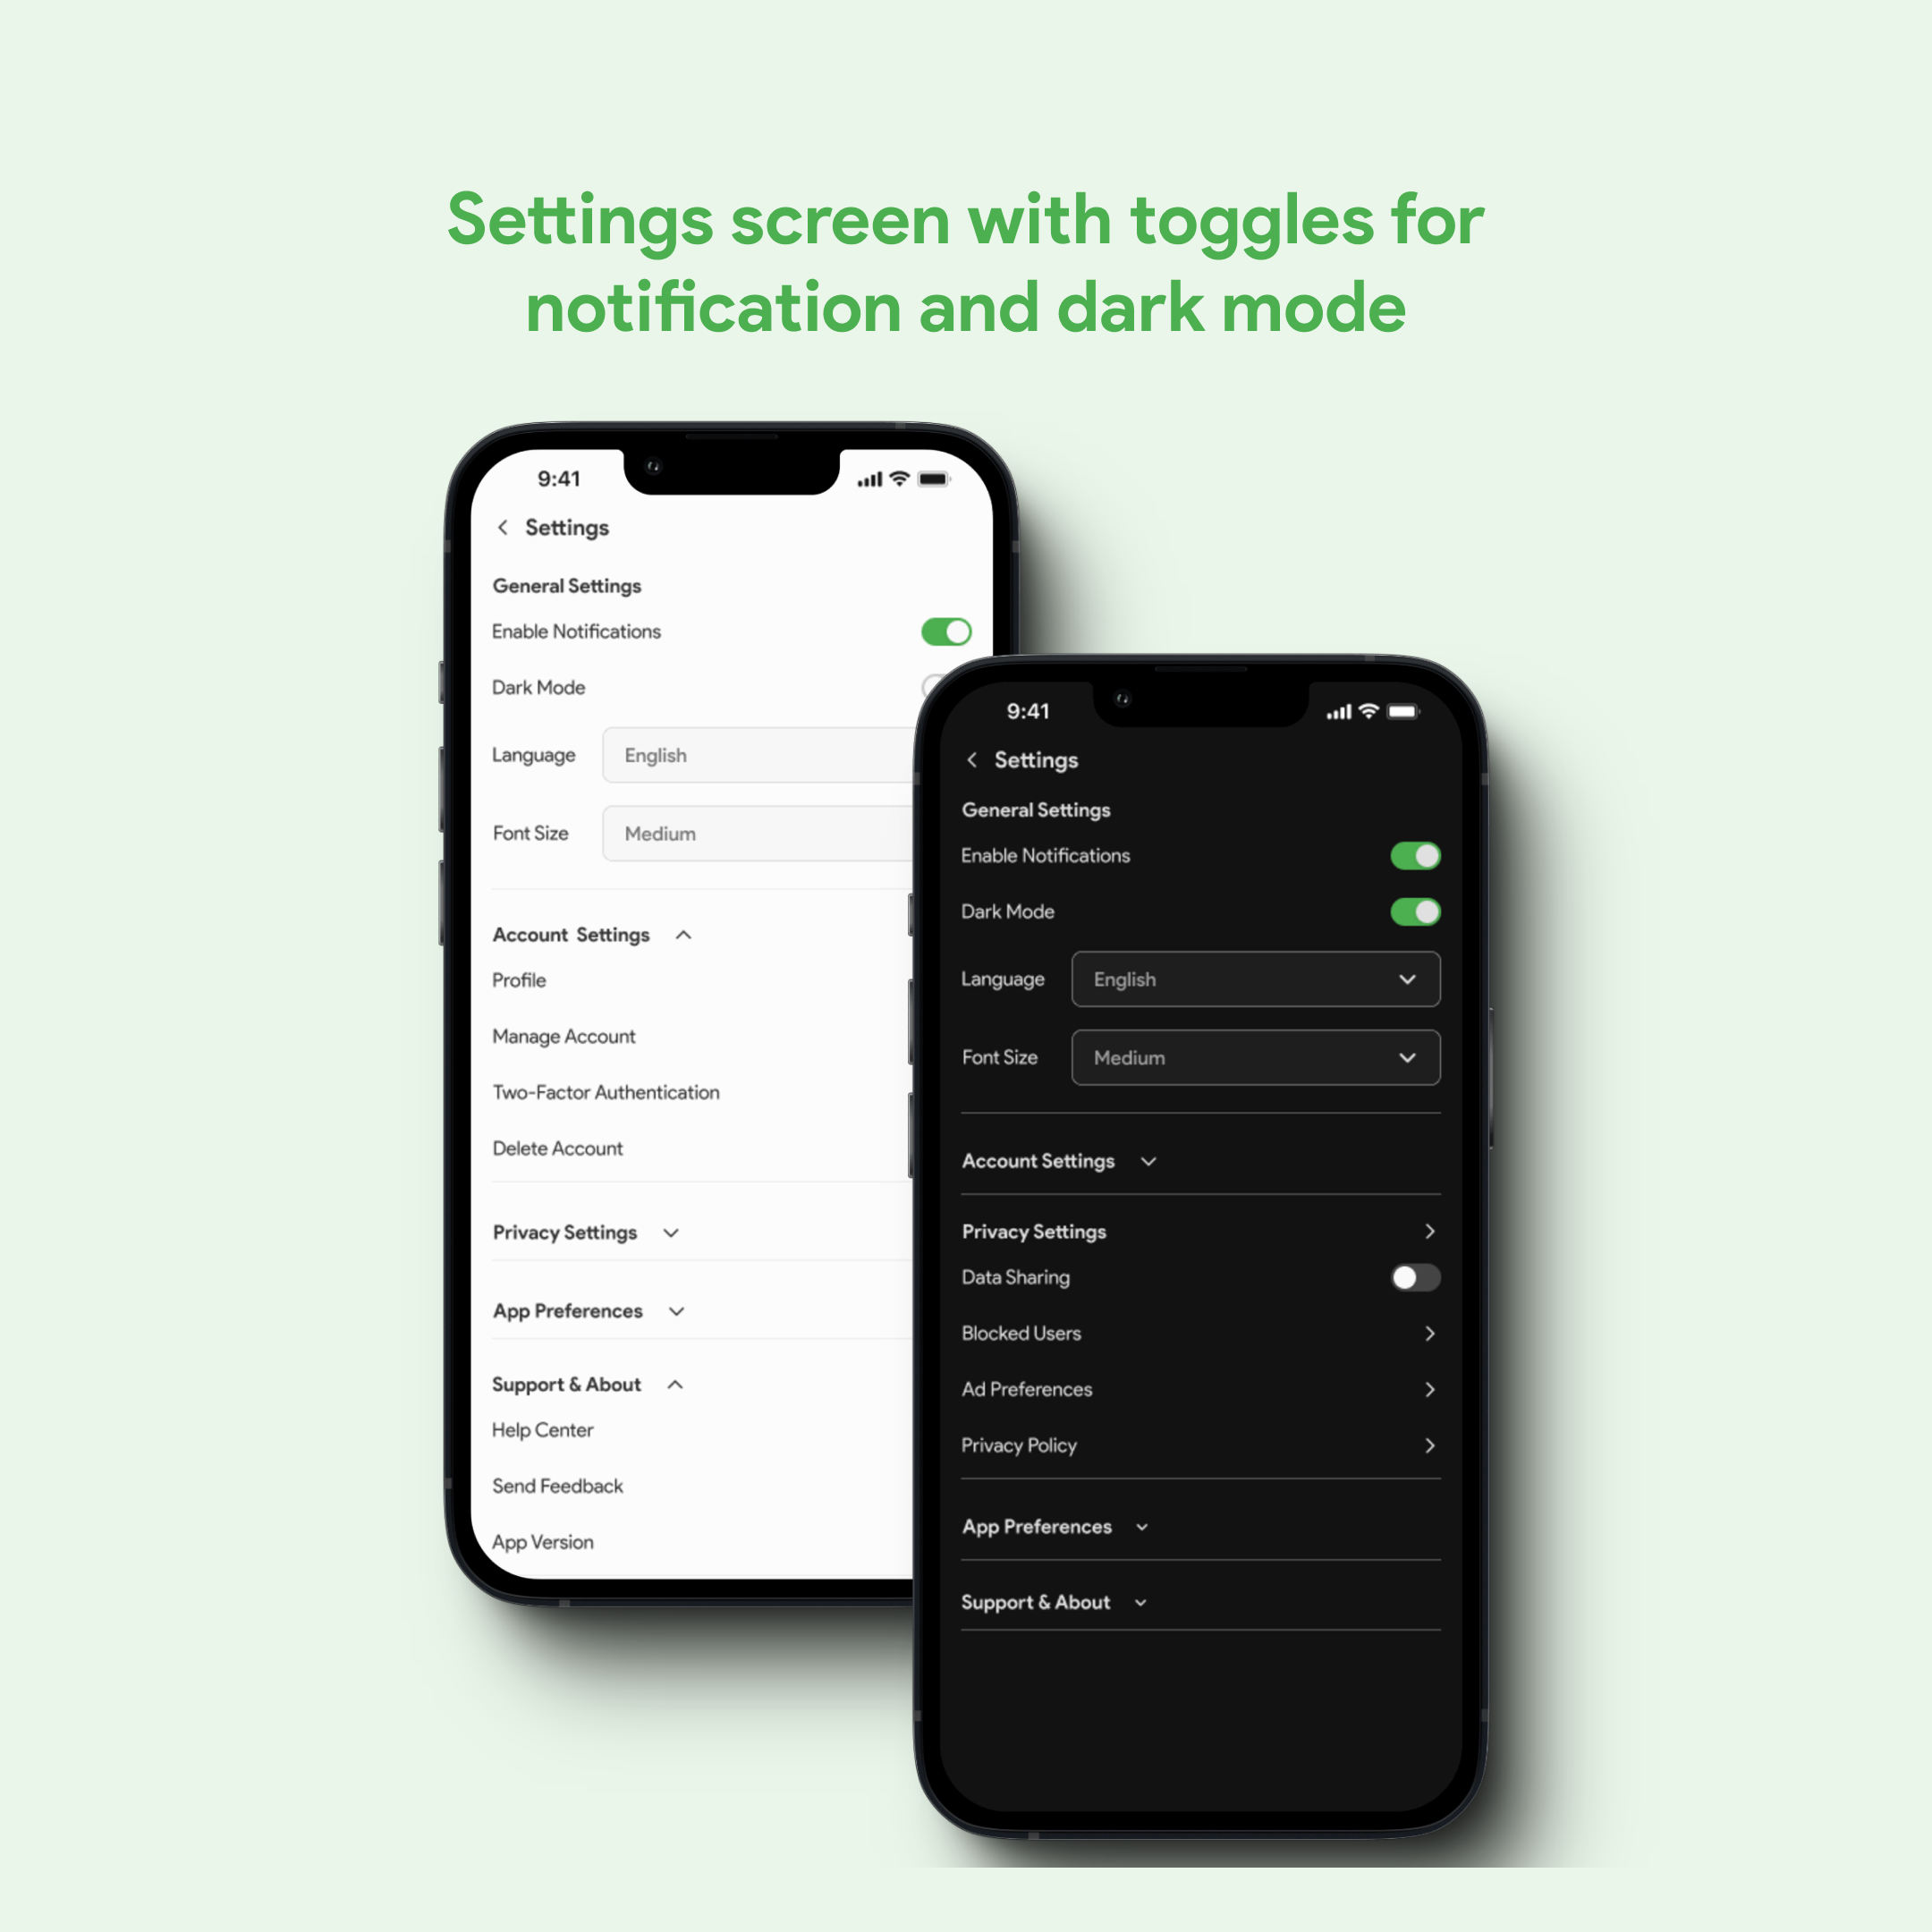 Settings screen with toggles for
notification and dark mode
9:41
Settings
General Settings
Enable Notifications
Dark Mode
Language
English
Font Size
Medium
Account  Settings
Profile
Manage Account
Two-Factor Authentication
Delete Account
Privacy Settings
App Preferences
Support & About
Help Center
Send Feedback
App Version
9:41
Settings
General Settings
Enable Notifications
Dark Mode
Language
English
Font Size
Medium
Account Settings
Privacy Settings
Data Sharing
Blocked Users
Ad Preferences
Privacy Policy
App Preferences
Support & About